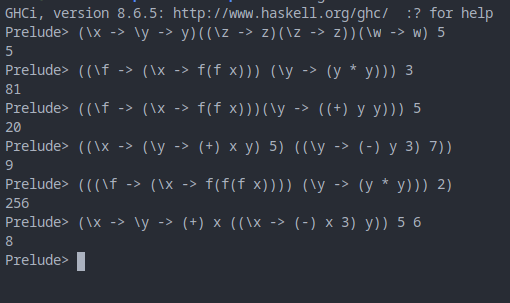 GHCi, version 8.6.5: http://www.haskell.org/ghc/  :? for help
Prelude> (\x -> \y -> y)((\z -> z)(\z -> z))(\w -> w) 5
5
Prelude> ((\f -> (\x -> f(f x))) (\y -> (y * y))) 3
81
Prelude> ((\f -> (\x -> f(f x)))(\y -> ((+) y y))) 5
20
Prelude> ((\x -> (\y -> (+) x y) 5) ((\y -> (-) y 3) 7))
9
Prelude> (((\f -> (\x -> f(f(f x)))) (\y -> (y * y))) 2)
256
Prelude> (\x -> \y -> (+) x ((\x -> (-) x 3) y)) 5 6
8
Prelude>